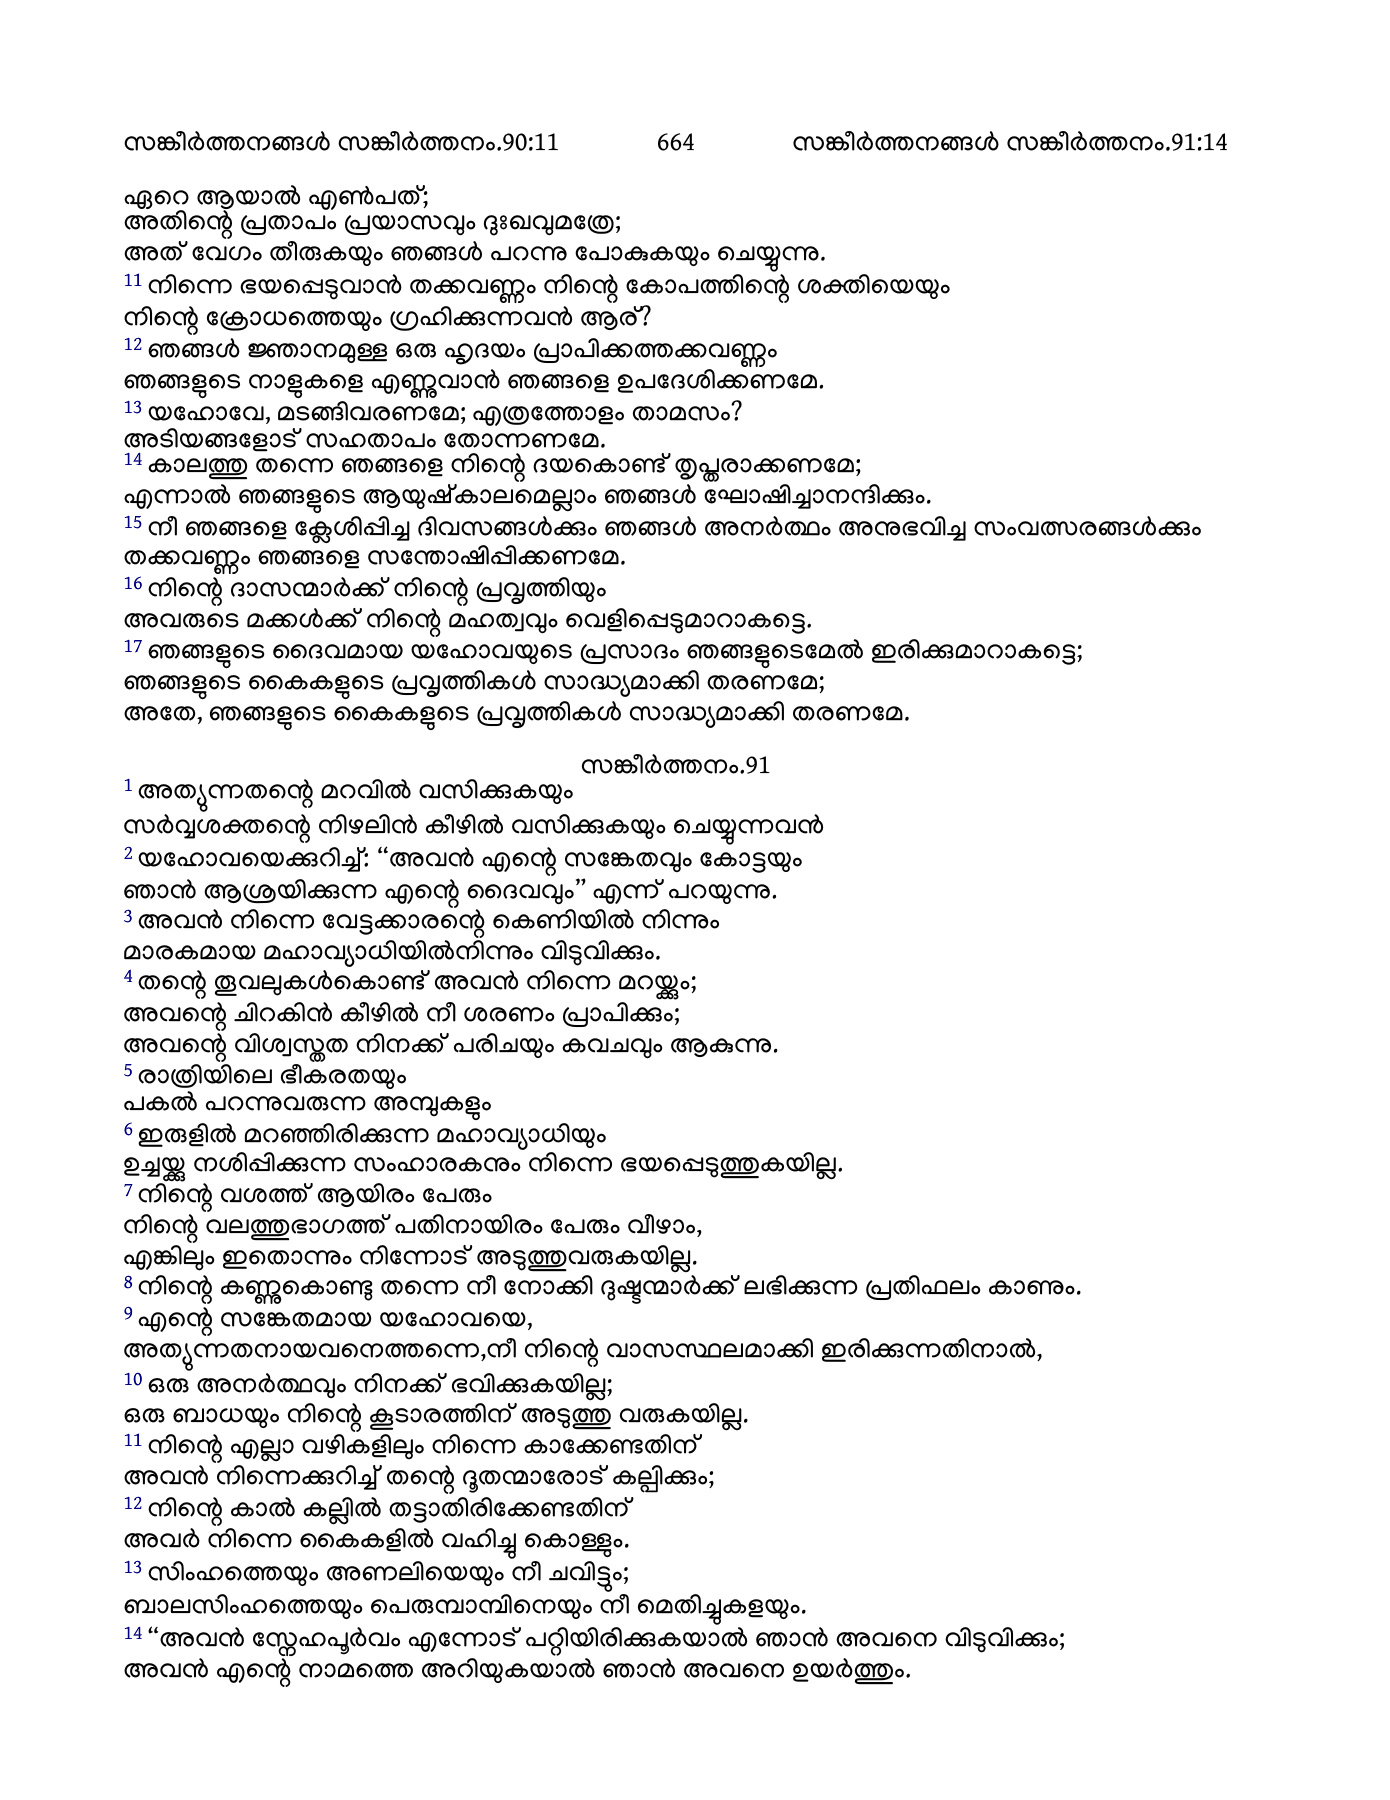 സങ്കീർത്തനങ്ങൾ സങ്കീർത്തനം.90:11 664 സങ്കീർത്തനങ്ങൾ സങ്കീർത്തനം.91:14
ഏറെ ആയാൽ എൺപത്;
അതിന്റെ പ്രതാപം പ്രയാസവും ദുഃഖവുമത്രേ;
അത് വേഗം തീരുകയും ഞങ്ങൾ പറന്നു പോകുകയും ചെയ്യുന്നു.
11 നിന്നെ ഭയപ്പെടുവാൻ തക്കവണ്ണം നിന്റെ കോപത്തിന്റെ ശക്തിയെയും
നിന്റെ ക്രോധത്തെയും ഗ്രഹിക്കുന്നവൻ ആര്?
12 ഞങ്ങൾ ജ്ഞാനമുള്ള ഒരു ഹൃദയം പ്രാപിക്കത്തക്കവണ്ണം
ഞങ്ങളുടെ നാളുകളെ എണ്ണുവാൻ ഞങ്ങളെ ഉപദേശിക്കണമേ.
13 യഹോവേ, മടങ്ങിവരണമേ; എത്രത്തോളം താമസം?
അടിയങ്ങളോട് സഹതാപം തോന്നണമേ.
14 കാലത്തു തന്നെ ഞങ്ങളെ നിന്റെ ദയകൊണ്ട് തൃപ്തരാക്കണമേ;
എന്നാൽ ഞങ്ങളുടെ ആയുഷ്കാലമെല്ലാം ഞങ്ങൾ ഘോഷിച്ചാനന്ദിക്കും.
15 നീ ഞങ്ങളെ ക്ലേശിപ്പിച്ച ദിവസങ്ങൾക്കും ഞങ്ങൾ അനർത്ഥം അനുഭവിച്ച സംവത്സരങ്ങൾക്കും
തക്കവണ്ണം ഞങ്ങളെ സന്തോഷിപ്പിക്കണമേ.
16 നിന്റെ ദാസന്മാർക്ക് നിന്റെ പ്രവൃത്തിയും
അവരുടെ മക്കൾക്ക് നിന്റെ മഹത്വവും വെളിപ്പെടുമാറാകട്ടെ.
17 ഞങ്ങളുടെ ദൈവമായ യഹോവയുടെ പ്രസാദം ഞങ്ങളുടെമേൽ ഇരിക്കുമാറാകട്ടെ;
ഞങ്ങളുടെ കൈകളുടെ പ്രവൃത്തികൾ സാദ്ധ്യമാക്കി തരണമേ;
അതേ, ഞങ്ങളുടെ കൈകളുടെ പ്രവൃത്തികൾ സാദ്ധ്യമാക്കി തരണമേ.
സങ്കീർത്തനം.91
1 അത്യുന്നതന്റെ മറവിൽ വസിക്കുകയും
സർവ്വശക്തന്റെ നിഴലിൻ കീഴിൽ വസിക്കുകയും ചെയ്യുന്നവൻ
2 യഹോവയെക്കുറിച്ച്: “അവൻ എന്റെ സങ്കേതവും കോട്ടയും
ഞാൻ ആശ്രയിക്കുന്ന എന്റെ ദൈവവും” എന്ന് പറയുന്നു.
3 അവൻ നിന്നെ വേട്ടക്കാരന്റെ കെണിയിൽ നിന്നും
മാരകമായ മഹാവ്യാധിയിൽനിന്നും വിടുവിക്കും.
4 തന്റെ തൂവലുകൾകൊണ്ട് അവൻ നിന്നെ മറയ്ക്കും;
അവന്റെ ചിറകിൻ കീഴിൽ നീ ശരണം പ്രാപിക്കും;
അവന്റെ വിശ്വസ്തത നിനക്ക് പരിചയും കവചവും ആകുന്നു.
5 രാത്രിയിലെ ഭീകരതയും
പകൽ പറന്നുവരുന്ന അമ്പുകളും
6 ഇരുളിൽ മറഞ്ഞിരിക്കുന്ന മഹാവ്യാധിയും
ഉച്ചയ്ക്കു നശിപ്പിക്കുന്ന സംഹാരകനും നിന്നെ ഭയപ്പെടുത്തുകയില്ല.
7 നിന്റെ വശത്ത് ആയിരം പേരും
നിന്റെ വലത്തുഭാഗത്ത് പതിനായിരം പേരും വീഴാം,
എങ്കിലും ഇതൊന്നും നിന്നോട് അടുത്തുവരുകയില്ല.
8 നിന്റെ കണ്ണുകൊണ്ടു തന്നെ നീ നോക്കി ദുഷ്ടന്മാർക്ക് ലഭിക്കുന്ന പ്രതിഫലം കാണും.
9 എന്റെ സങ്കേതമായ യഹോവയെ,
അത്യുന്നതനായവനെത്തന്നെ,നീ നിന്റെ വാസസ്ഥലമാക്കി ഇരിക്കുന്നതിനാൽ,
10 ഒരു അനർത്ഥവും നിനക്ക് ഭവിക്കുകയില്ല;
ഒരു ബാധയും നിന്റെ കൂടാരത്തിന് അടുത്തു വരുകയില്ല.
11 നിന്റെ എല്ലാ വഴികളിലും നിന്നെ കാക്കേണ്ടതിന്
അവൻ നിന്നെക്കുറിച്ച് തന്റെ ദൂതന്മാരോട് കല്പിക്കും;
12 നിന്റെ കാൽ കല്ലിൽ തട്ടാതിരിക്കേണ്ടതിന്
അവർ നിന്നെ കൈകളിൽ വഹിച്ചു കൊള്ളും.
13 സിംഹത്തെയും അണലിയെയും നീ ചവിട്ടും;
ബാലസിംഹത്തെയും പെരുമ്പാമ്പിനെയും നീ മെതിച്ചുകളയും.
14 “അവൻ സ്നേഹപൂർവം എന്നോട് പറ്റിയിരിക്കുകയാൽ ഞാൻ അവനെ വിടുവിക്കും;
അവൻ എന്റെ നാമത്തെ അറിയുകയാൽ ഞാൻ അവനെ ഉയർത്തും.